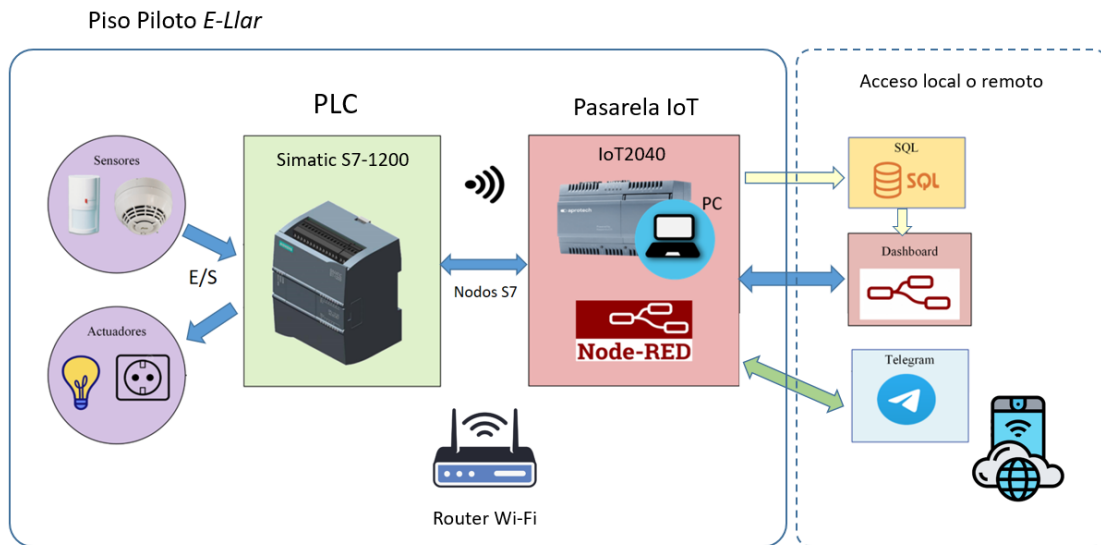 Piso Piloto E-Llar
Acceso local o remoto
PLC
Pasarela IoT
Sensores
Simatic S7-1200
IoT2040
PC
SQL
SQL
E/S
Nodos S7
Dashboard
Actuadores
Node-RED
Telegram
Router Wi-Fi